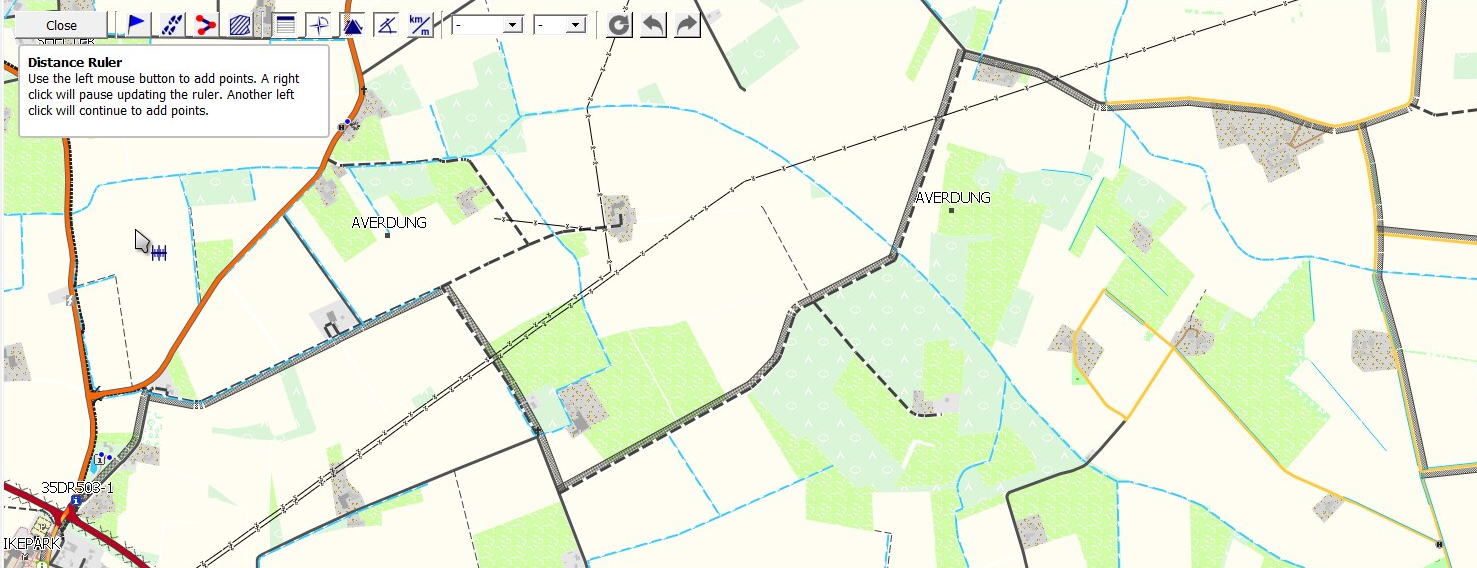 Close
km/
m
-
SHELTER
Distance Ruler
Use the left mouse button to add points. A right
click will pause updating the ruler. Another left
click will continue to add points.
AVERDUNG
AVERDUNG
35DR503-1
IKEPARK